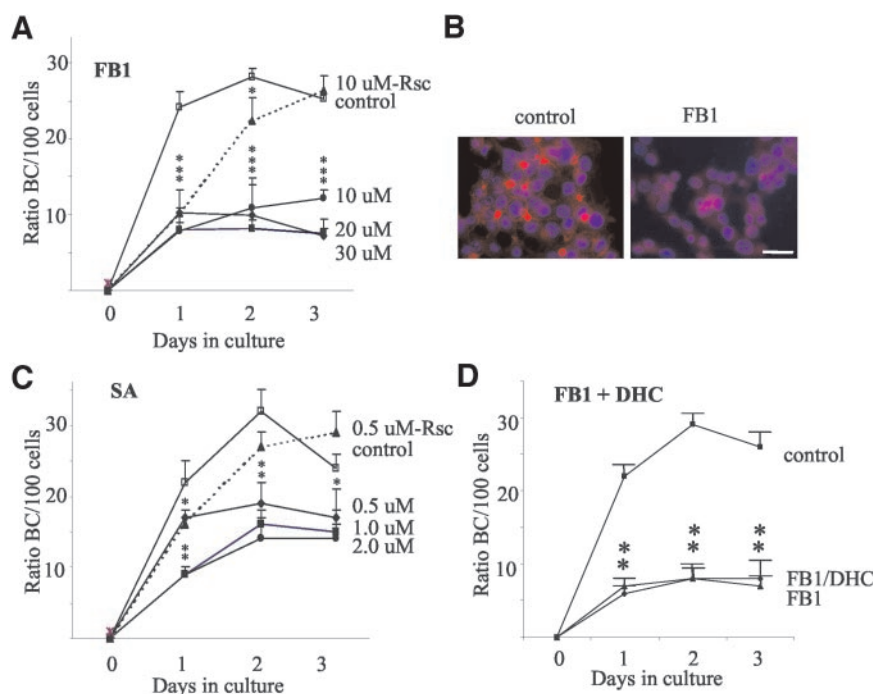 A
FB1
30
20
10
Ratio BC/100 cells
0 1 2 3
Days in culture
10 uM-Rsc
control
10 uM
20 uM
30 uM
*
***
***
***
B
control FB1
C
SA
30
20
10
Ratio BC/100 cells
0 1 2 3
Days in culture
0.5 uM-Rsc
control
0.5 uM
1.0 uM
2.0 uM
*
**
*
**
D
FB1 + DHC
30
20
10
Ratio BC/100 cells
0 1 2 3
Days in culture
control
FB1/DHC
FB1
**
**
**